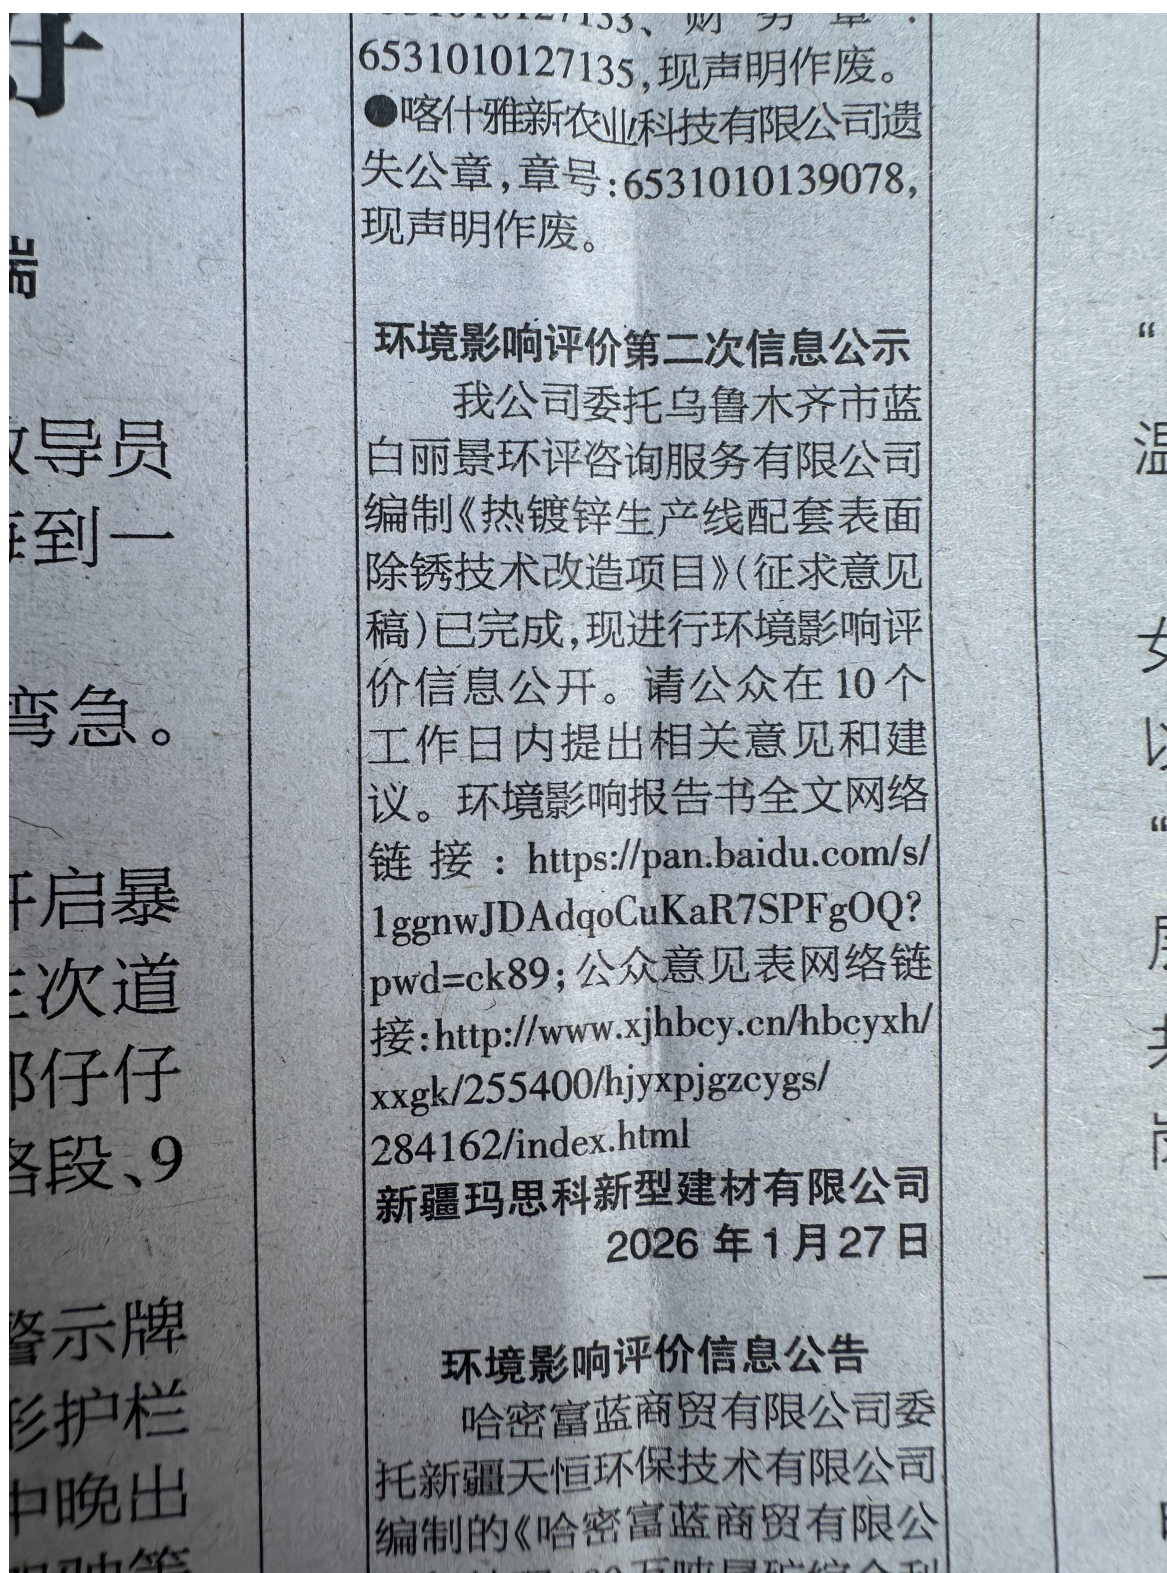 6531010127133、财务章:
6531010127135,现声明作废。
●喀什雅新农业科技有限公司遗
失公章,章号:6531010139078,
现声明作废。
环境影响评价第二次信息公示
我公司委托乌鲁木齐市蓝
白丽景环评咨询服务有限公司
编制《热镀锌生产线配套表面
除锈技术改造项目》(征求意见
稿)已完成,现进行环境影响评
价信息公开。请公众在10个
工作日内提出相关意见和建
议。环境影响报告书全文网络
链接:https://pan.baidu.com/s/
1ggnwJDAdqoCuKaR7SPFgOQ?
pwd=ck89;公众意见表网络链
接:http://www.xjhbcy.cn/hbcyxh/
xxgk/255400/hjyxpjgzcygs/
284162/index.html
新疆玛思科新型建材有限公司
2026年1月27日
环境影响评价信息公告
哈密富蓝商贸有限公司委
托新疆天恒环保技术有限公司
编制的《哈密富蓝商贸有限公
导员
到一
弯急。
开启暴
次道
仔仔
路段、9
警示牌
形护栏
中晚出
“
温
女
以
“